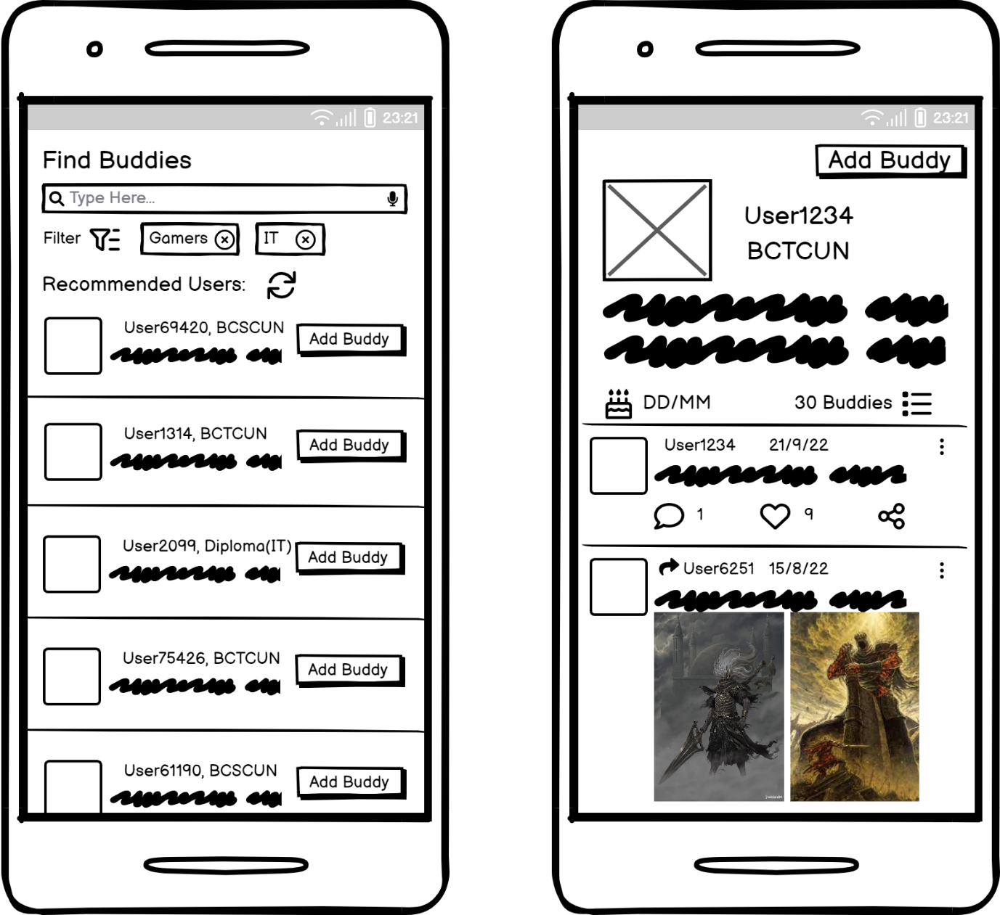 23:21
Find Buddies
Type Here...
Filter
Gamers
IT
Recommended Users:
User69420, BCSCUN
Add Buddy
User1314, BCTCUN
Add Buddy
User2099, Diploma(IT)
Add Buddy
User75426, BCTCUN
Add Buddy
User61190, BCSCUN
Add Buddy
23:21
Add Buddy
User1234
BCTCUN
DD/MM
30 Buddies
User1234 21/9/22
1
9
User6251 15/8/22